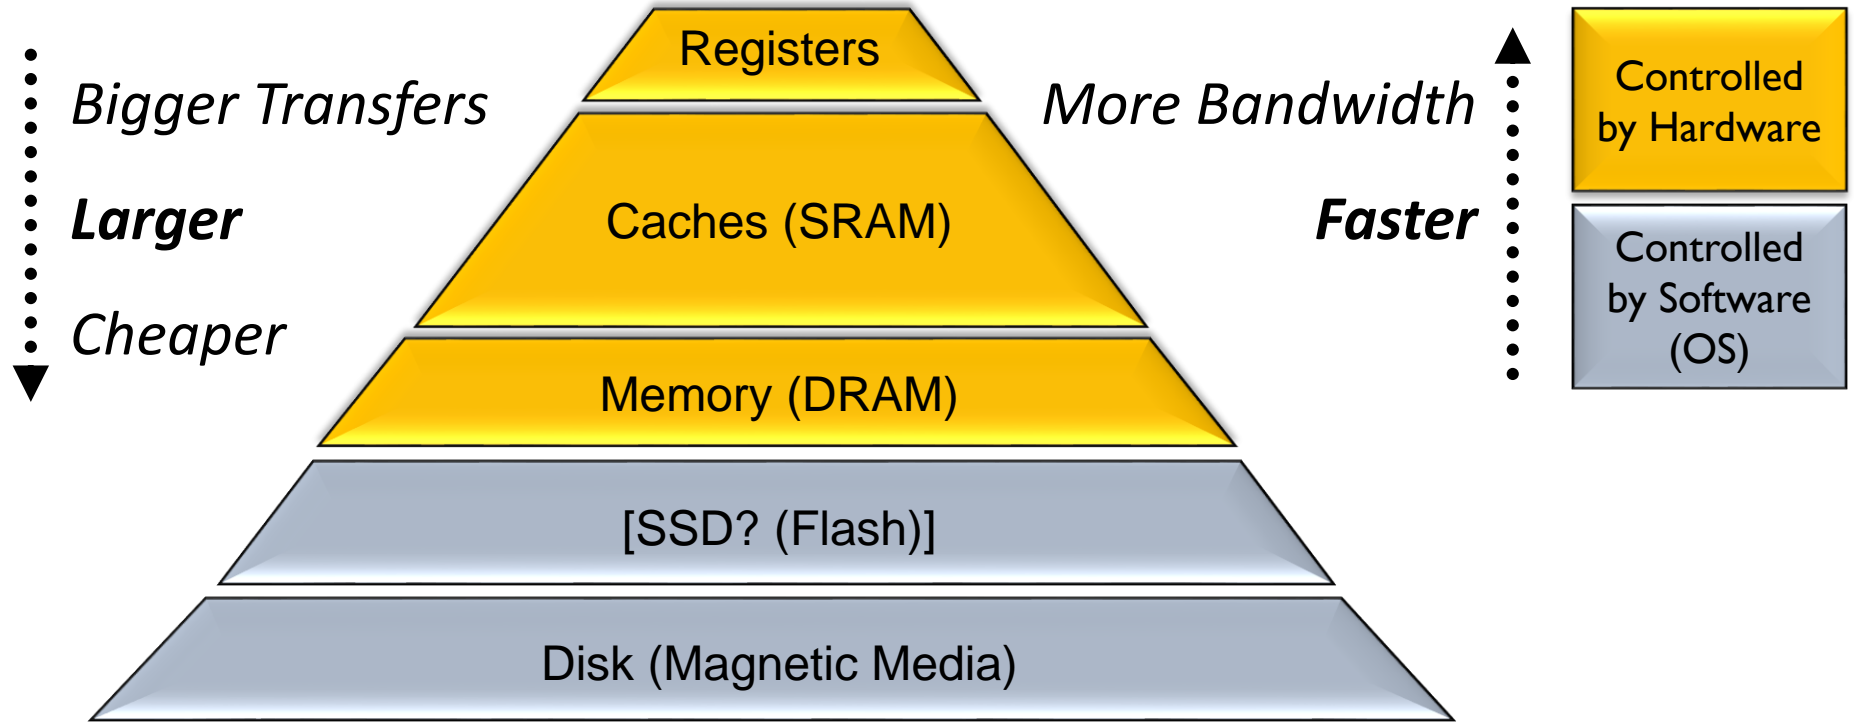 Registers
Bigger Transfers
More Bandwidth
Controlled
by Hardware
Larger
Caches (SRAM)
Faster
Controlled
by Software
(OS)
Cheaper
Memory (DRAM)
[SSD? (Flash)]
Disk (Magnetic Media)